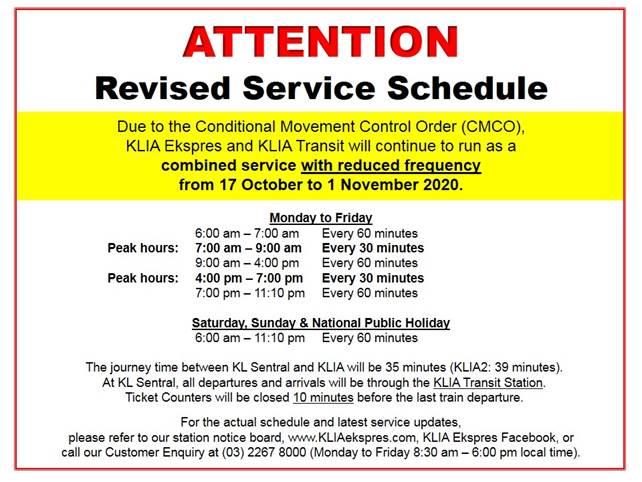 ATTENTION
Revised Service Schedule
Due to the Conditional Movement Control Order (CMCO),
KLIA Ekspres and KLIA Transit will continue to run as a
combined service with reduced frequency
from 17 October to 1 November 2020.
Monday to Friday
6:00 am – 7:00 am Every 60 minutes
Peak hours: 7:00 am – 9:00 am Every 30 minutes
9:00 am – 4:00 pm Every 60 minutes
Peak hours: 4:00 pm – 7:00 pm Every 30 minutes
7:00 pm – 11:10 pm Every 60 minutes
Saturday, Sunday & National Public Holiday
6:00 am – 11:10 pm Every 60 minutes
The journey time between KL Sentral and KLIA will be 35 minutes (KLIA2: 39 minutes).
At KL Sentral, all departures and arrivals will be through the KLIA Transit Station.
Ticket Counters will be closed 10 minutes before the last train departure.
For the actual schedule and latest service updates,
please refer to our station notice board, www.KLIAekspres.com, KLIA Ekspres Facebook, or
call our Customer Enquiry at (03) 2267 8000 (Monday to Friday 8:30 am – 6:00 pm local time).